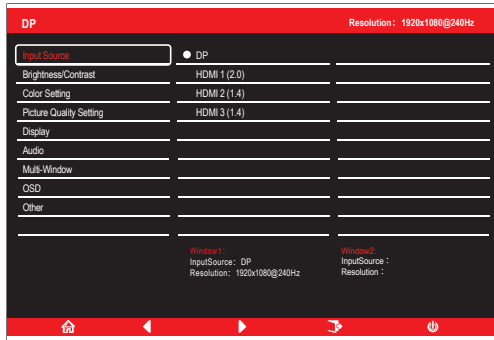 DP Resolution: 1920x1080@240Hz
Input Source DP
Brightness/Contrast HDMI 1 (2.0)
Color Setting HDMI 2 (1.4)
Picture Quality Setting HDMI 3 (1.4)
Display
Audio
Multi-Window
OSD
Other
Window1: Window2:
InputSource: DP InputSource :
Resolution: 1920x1080@240Hz Resolution :